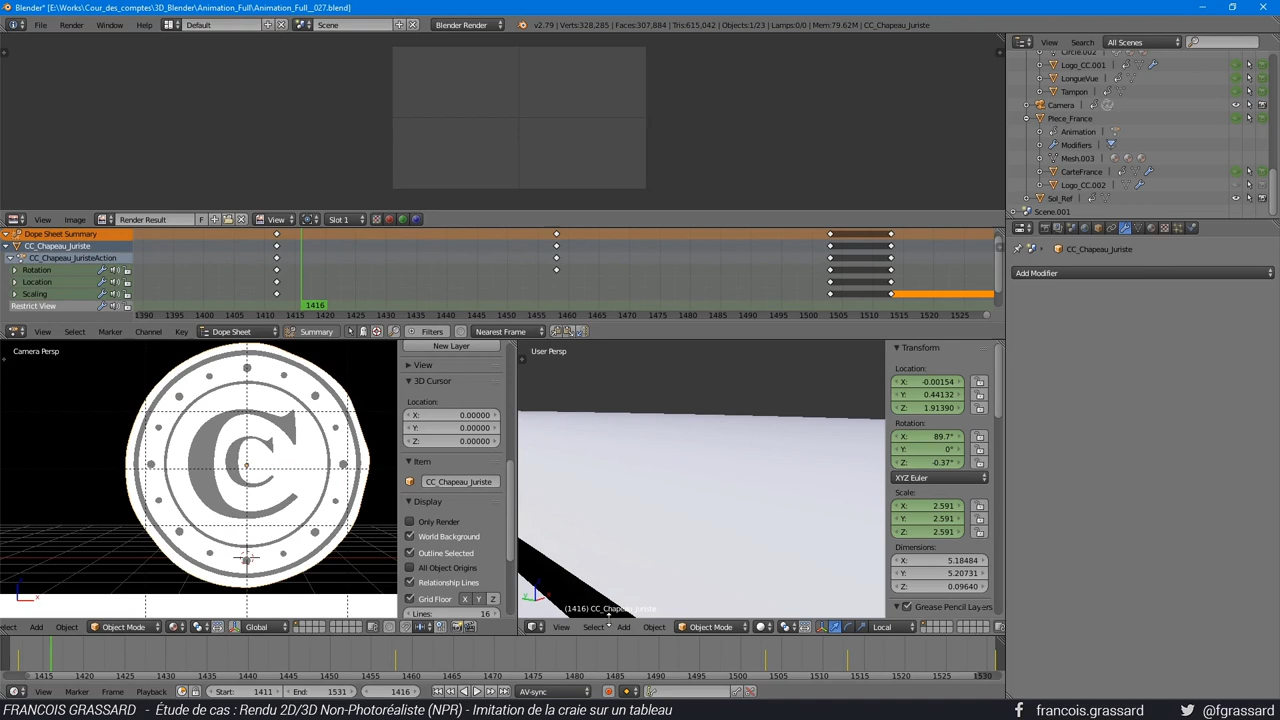 Blender* [E:\Works\Cour_des_comptes\3D_Blender\Animation_Full\Animation_Full__027.blend]
File Render Window Help Default Scene Blender Render v2.79 | Verts:328,285 | Faces:307,884 | Tris:615,042 | Objects:1/23 | Lamps:0/0 | Mem:79.62M | CC_Chapeau_Juriste
View Search All Scenes
Circle.002
Logo_CC.001
LongueVue
Tampon
Camera
Piece_France
Animation
Modifiers
Mesh.003
CarteFrance
Logo_CC.002
Sol_Ref
Scene.001
View Image Render Result F View Slot 1
CC_Chapeau_Juriste
Add Modifier
Dope Sheet Summary
CC_Chapeau_Juriste
CC_Chapeau_JuristeAction
Rotation
Location
Scaling
Restrict View
1390 1395 1400 1405 1410 1415 1416 1425 1430 1435 1440 1445 1450 1455 1460 1465 1470 1475 1480 1485 1490 1495 1500 1505 1510 1515 1520 1525
View Select Marker Channel Key Dope Sheet Summary Filters Nearest Frame
Camera Persp
New Layer
View
3D Cursor
Location:
X: 0.00000
Y: 0.00000
Z: 0.00000
Item
CC_Chapeau_Juriste
Display
Only Render
World Background
Outline Selected
All Object Origins
Relationship Lines
Grid Floor X Y Z
Lines: 16
User Persp
(1416) CC_Chapeau_Juriste
Transform
Location:
X: -0.00154
Y: 0.44132
Z: 1.91390
Rotation:
X: 89.7°
Y: 0°
Z: -0.37°
XYZ Euler
Scale:
X: 2.591
Y: 2.591
Z: 2.591
Dimensions:
X: 5.18484
Y: 5.20731
Z: 0.09640
Grease Pencil Layers
elect Add Object Object Mode Global
View Select Add Object Object Mode Local
1415 1420 1425 1430 1435 1440 1445 1450 1455 1460 1465 1470 1475 1480 1485 1490 1495 1500 1505 1510 1515 1520 1525 1530
View Marker Frame Playback Start: 1411 End: 1531 1416 AV-sync
FRANCOIS GRASSARD - Étude de cas : Rendu 2D/3D Non-Photoréaliste (NPR) - Imitation de la craie sur un tableau francois.grassard @fgrassard